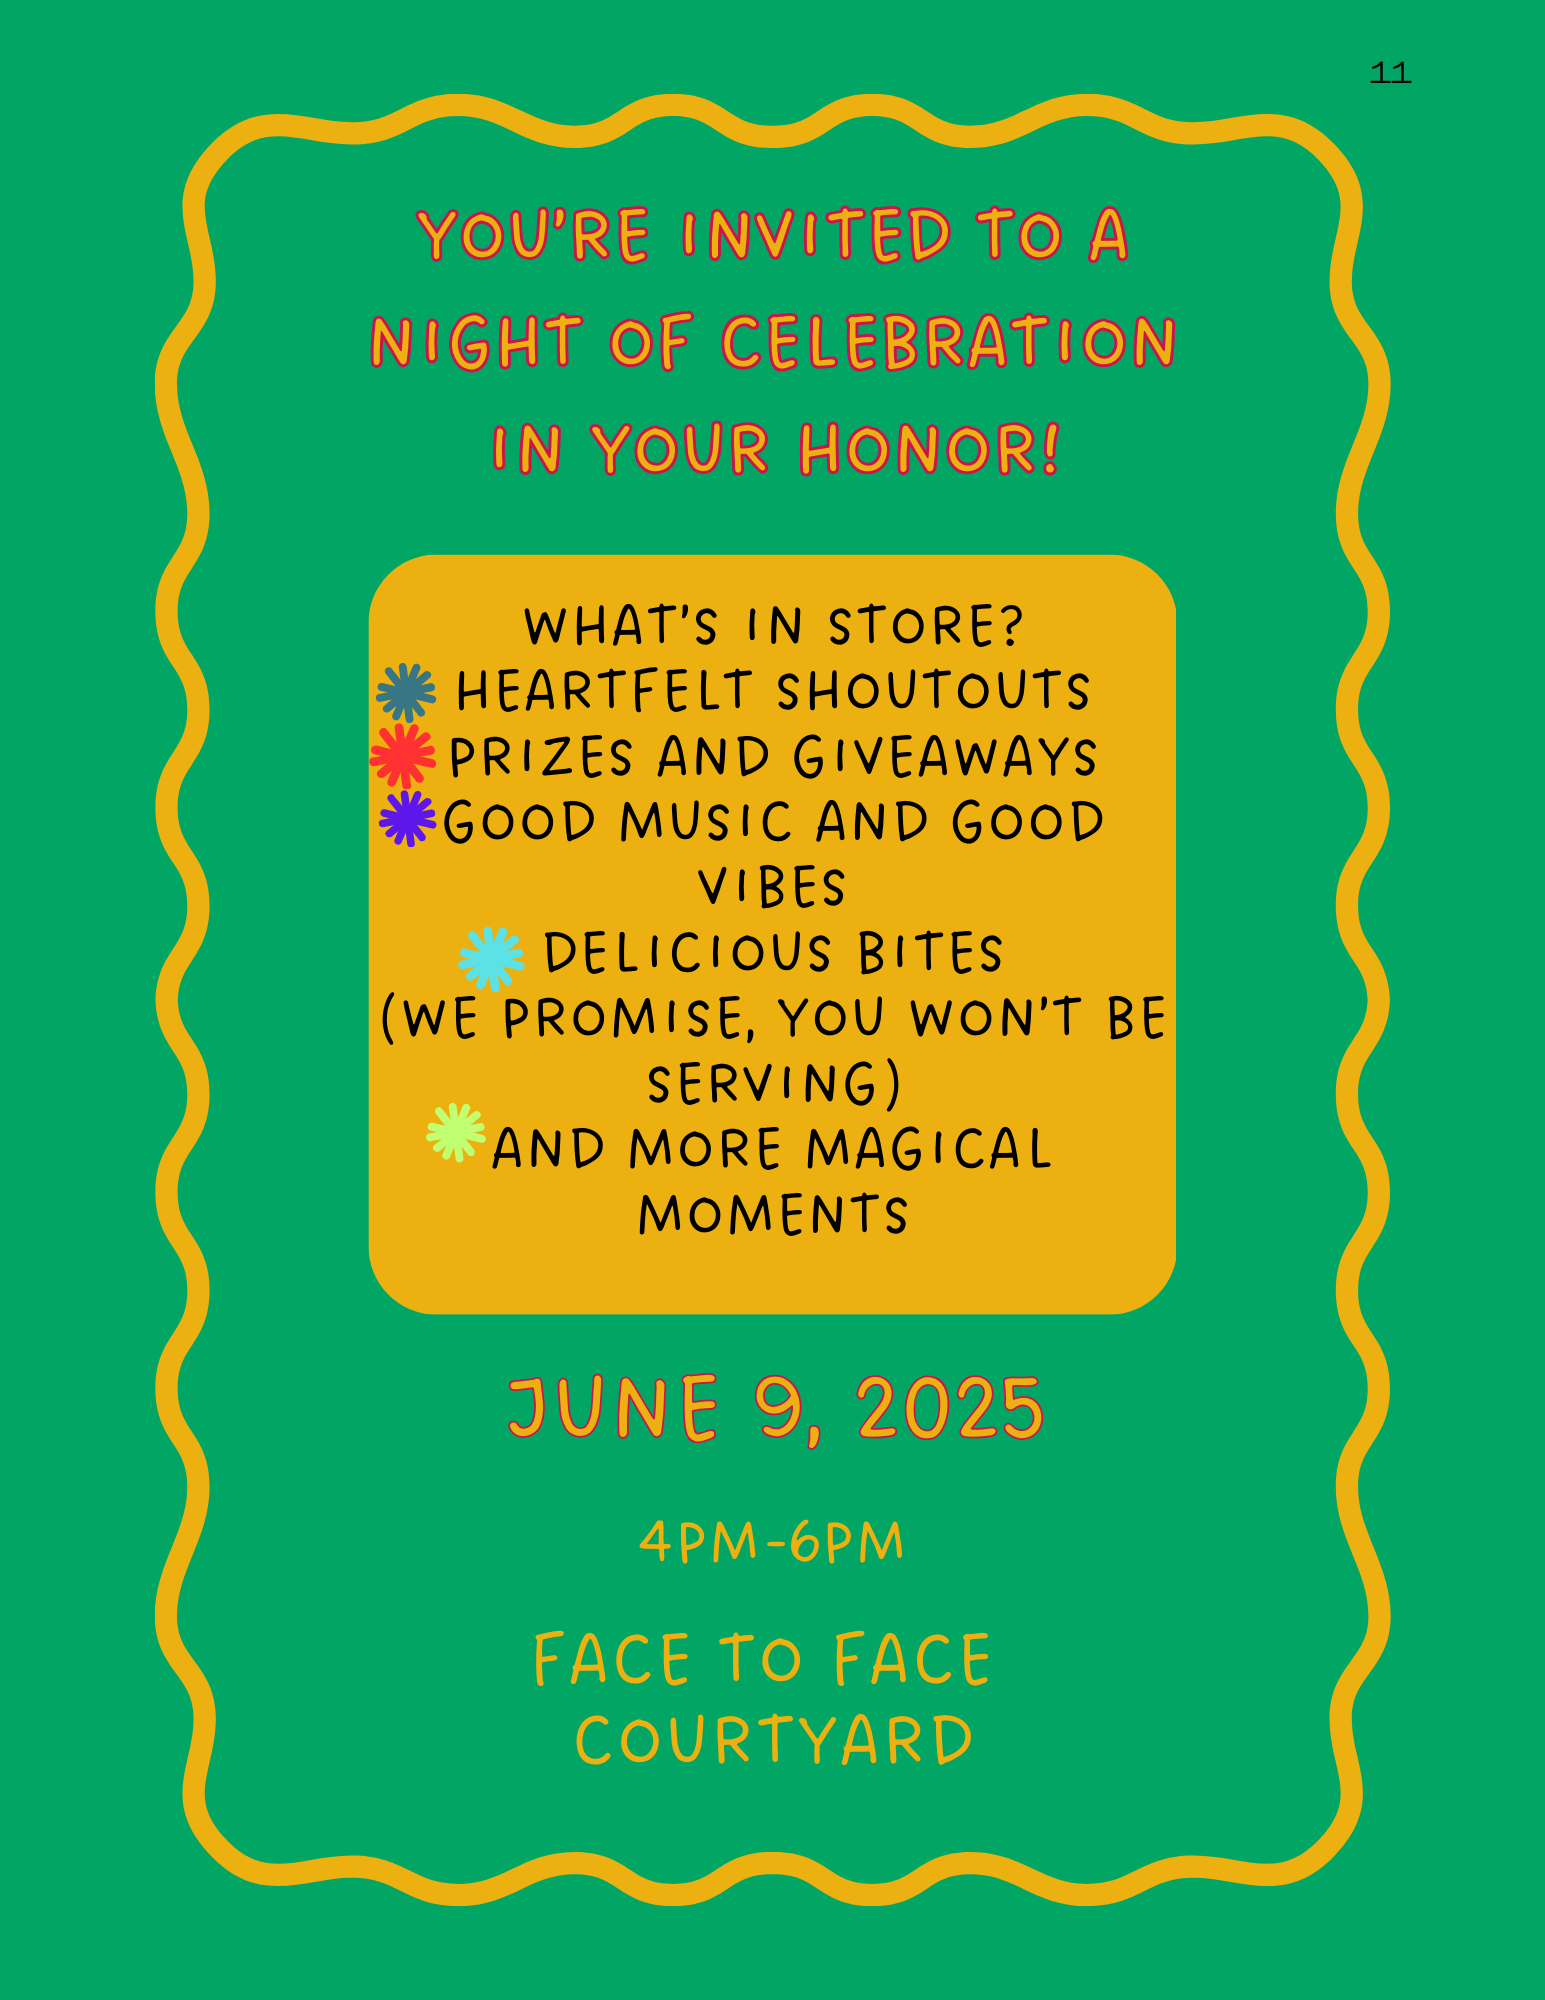 11
YOU'RE INVITED TO A
NIGHT OF CELEBRATION
IN YOUR HONOR!
WHAT'S IN STORE?
HEARTFELT SHOUTOUTS
PRIZES AND GIVEAWAYS
GOOD MUSIC AND GOOD
VIBES
DELICIOUS BITES
(WE PROMISE, YOU WON'T BE
SERVING)
AND MORE MAGICAL
MOMENTS
JUNE 9, 2025
4PM-6PM
FACE TO FACE
COURTYARD